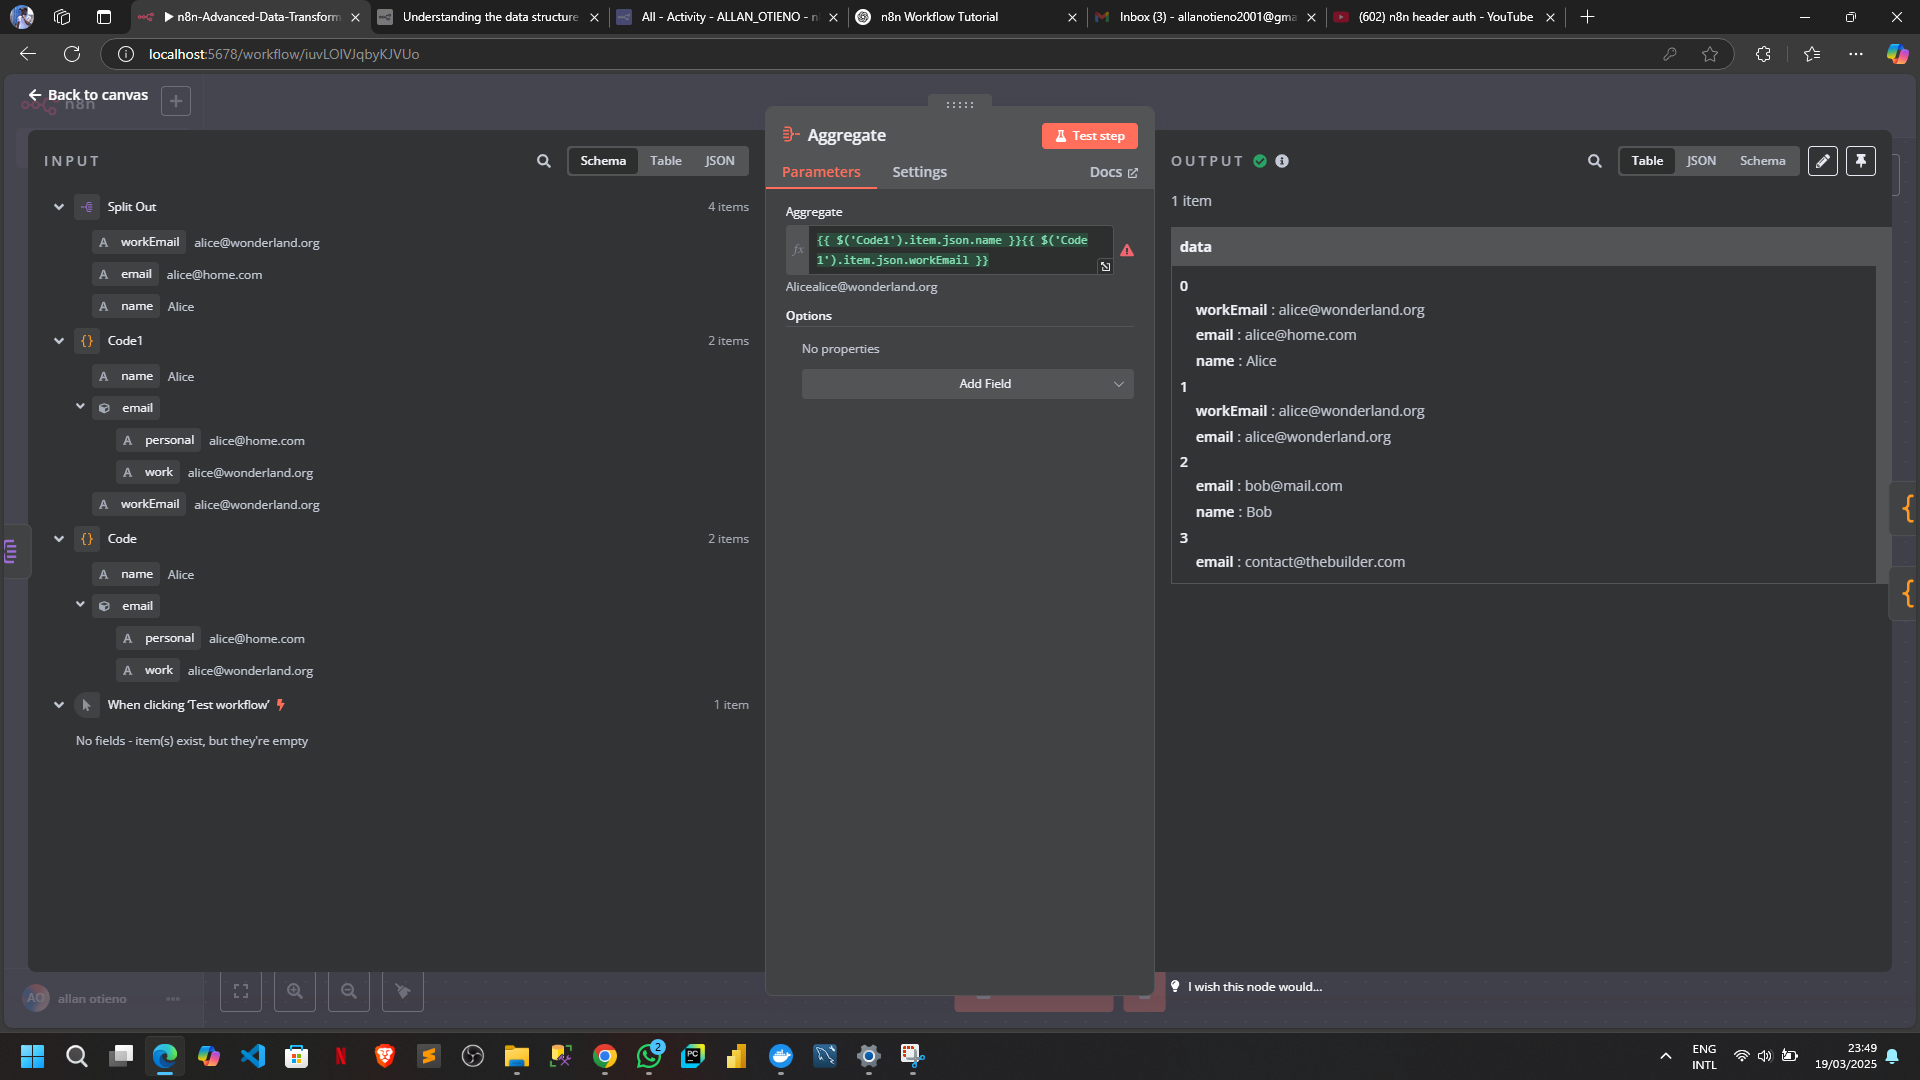 n8n-Advanced-Data-Transform
Understanding the data structure
All - Activity - ALLAN_OTIENO - n
n8n Workflow Tutorial
Inbox (3) - allanotieno2001@gma
(602) n8n header auth - YouTube
localhost:5678/workflow/iuvLOIVJqbyKJVUo
Back to canvas
n8n
INPUT
Schema
Table
JSON
Split Out
4 items
A workEmail alice@wonderland.org
A email alice@home.com
A name Alice
{} Code1
2 items
A name Alice
email
A personal alice@home.com
A work alice@wonderland.org
A workEmail alice@wonderland.org
{} Code
2 items
A name Alice
email
A personal alice@home.com
A work alice@wonderland.org
When clicking ‘Test workflow’
1 item
No fields - item(s) exist, but they're empty
Aggregate
Test step
Parameters
Settings
Docs
Aggregate
fx
{{ $('Code1').item.json.name }}{{ $('Code
1').item.json.workEmail }}
Alicealice@wonderland.org
Options
No properties
Add Field
OUTPUT
Table
JSON
Schema
1 item
data
0
workEmail : alice@wonderland.org
email : alice@home.com
name : Alice
1
workEmail : alice@wonderland.org
email : alice@wonderland.org
2
email : bob@mail.com
name : Bob
3
email : contact@thebuilder.com
I wish this node would...
AO
allan otieno
2
PC
ENG
INTL
23:49
19/03/2025